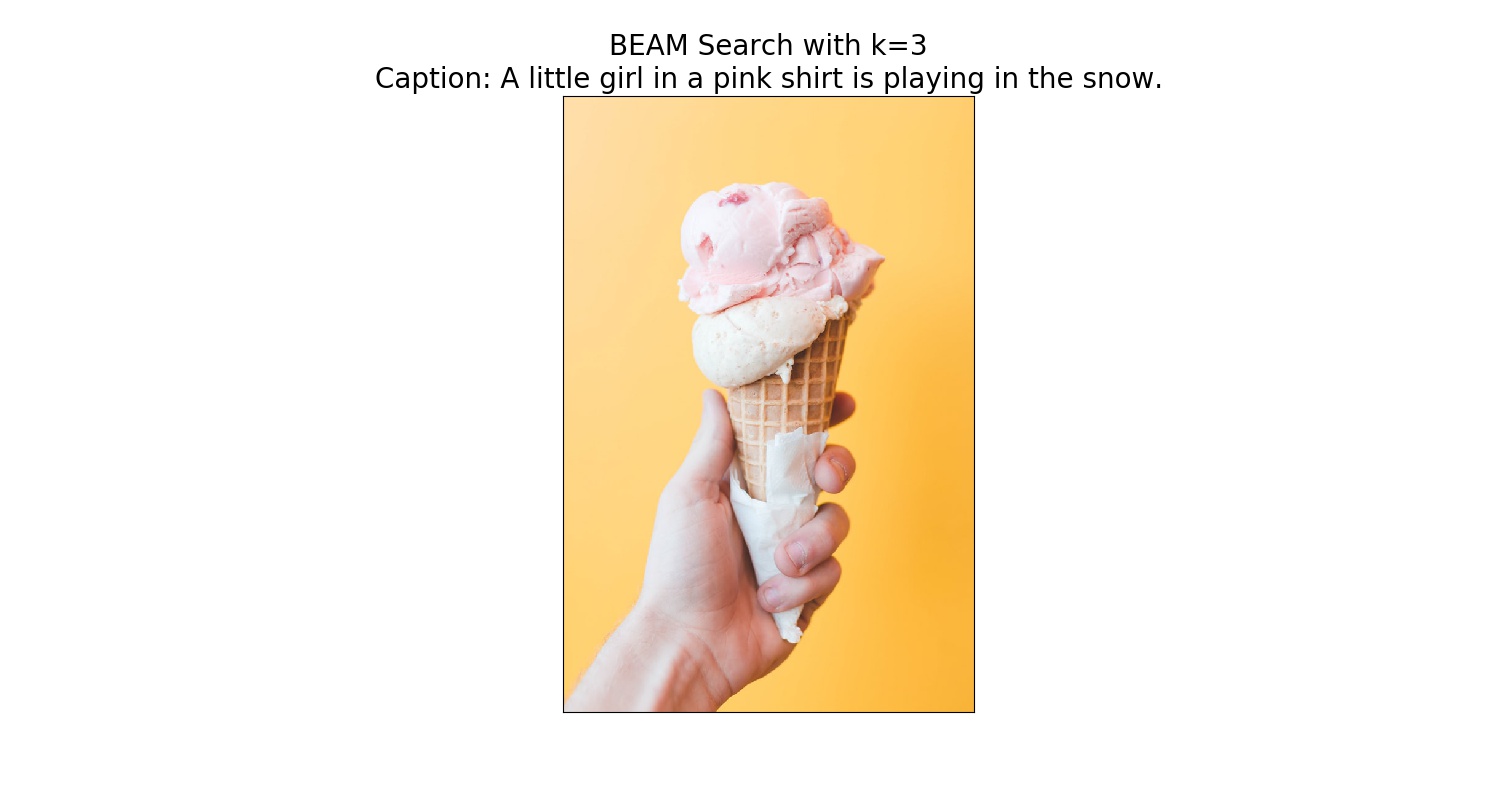 BEAM Search with k=3
Caption: A little girl in a pink shirt is playing in the snow.